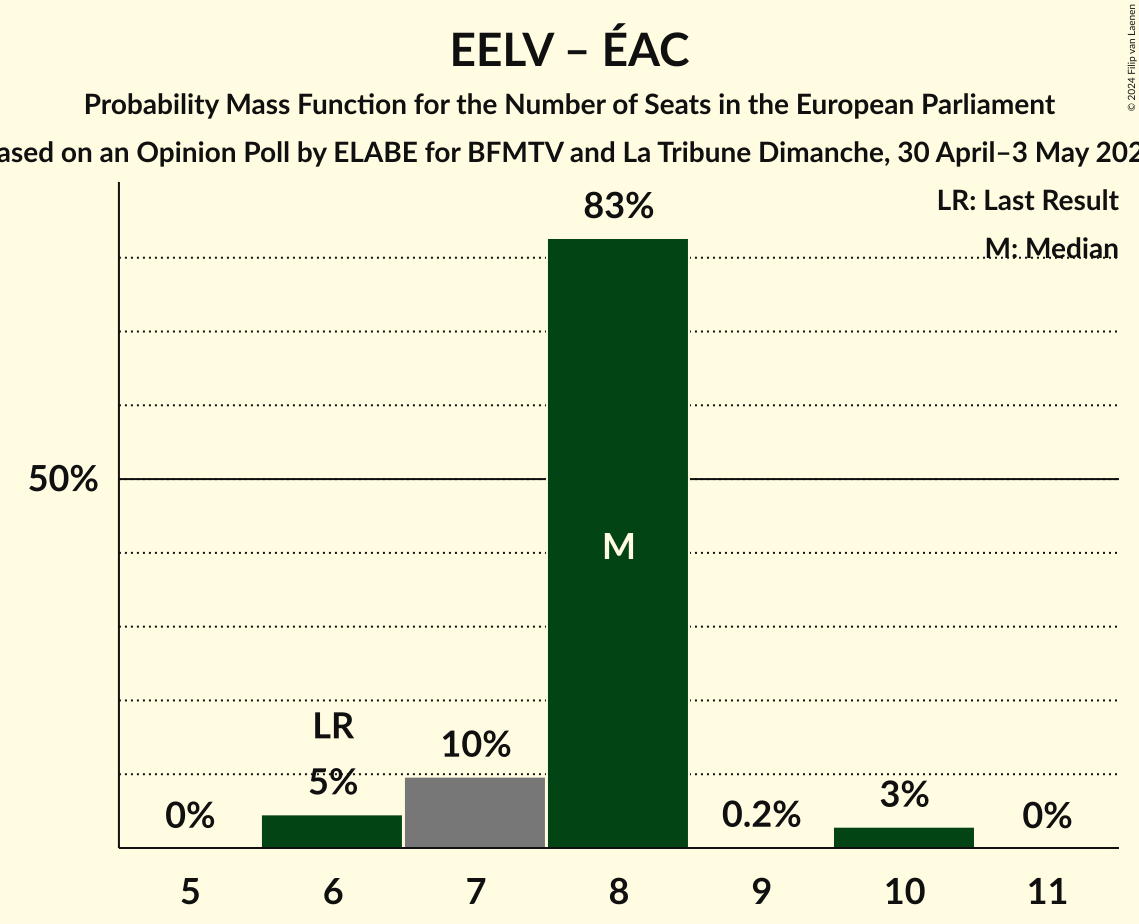 EELV – ÉAC
Probability Mass Function for the Number of Seats in the European Parliament
ased on an Opinion Poll by ELABE for BFMTV and La Tribune Dimanche, 30 April–3 May 202
© 2024 Filip van Laenen
LR: Last Result
M: Median
83%
50%
M
LR
10%
5%
3%
0%
0.2%
0%
5 6 7 8 9 10 11